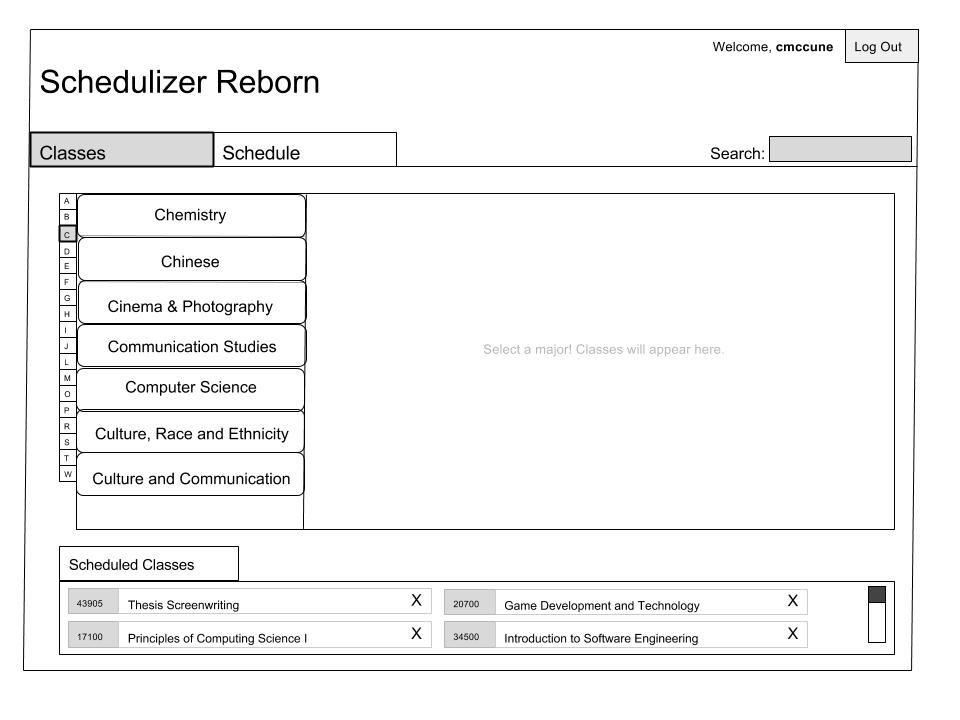 Welcome, cmccune
Log Out
Schedulizer Reborn
Classes
Schedule
Search:
A
B
C
D
E
F
G
H
I
J
L
M
O
P
R
S
T
W
Chemistry
Chinese
Cinema & Photography
Communication Studies
Computer Science
Culture, Race and Ethnicity
Culture and Communication
Select a major! Classes will appear here.
Scheduled Classes
43905 Thesis Screenwriting X
20700 Game Development and Technology X
17100 Principles of Computing Science I X
34500 Introduction to Software Engineering X